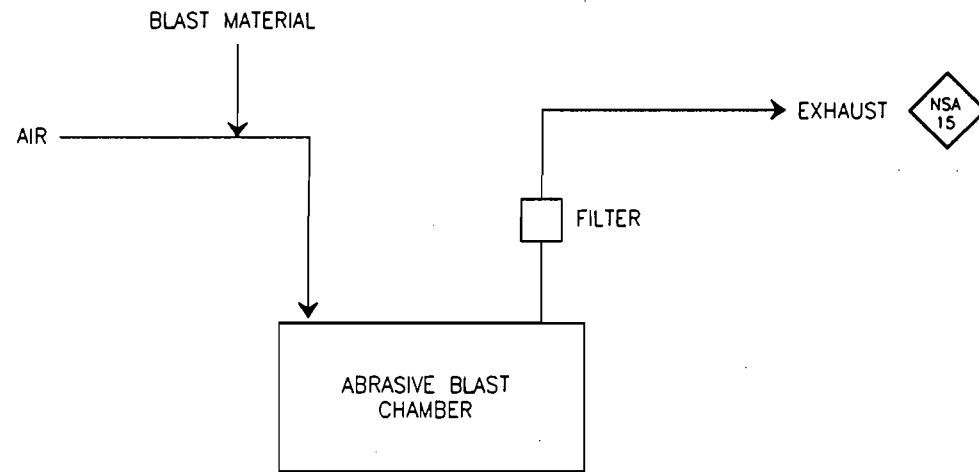 BLAST MATERIAL
AIR
EXHAUST
NSA
15
FILTER
ABRASIVE BLAST
CHAMBER